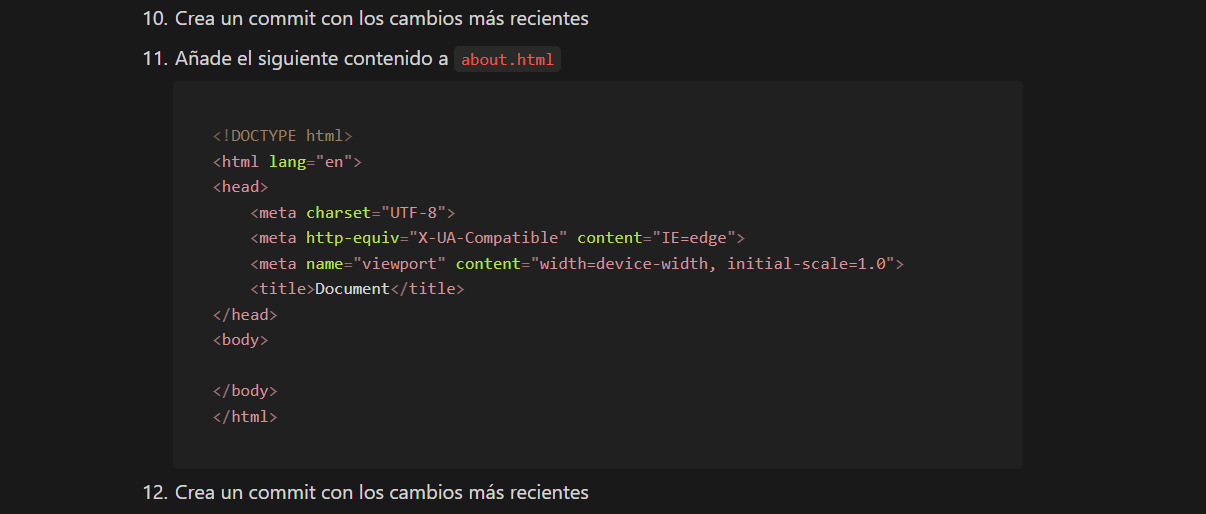 10. Crea un commit con los cambios más recientes
11. Añade el siguiente contenido a about.html
<!DOCTYPE html>
<html lang="en">
<head>
    <meta charset="UTF-8">
    <meta http-equiv="X-UA-Compatible" content="IE=edge">
    <meta name="viewport" content="width=device-width, initial-scale=1.0">
    <title>Document</title>
</head>
<body>
</body>
</html>
12. Crea un commit con los cambios más recientes